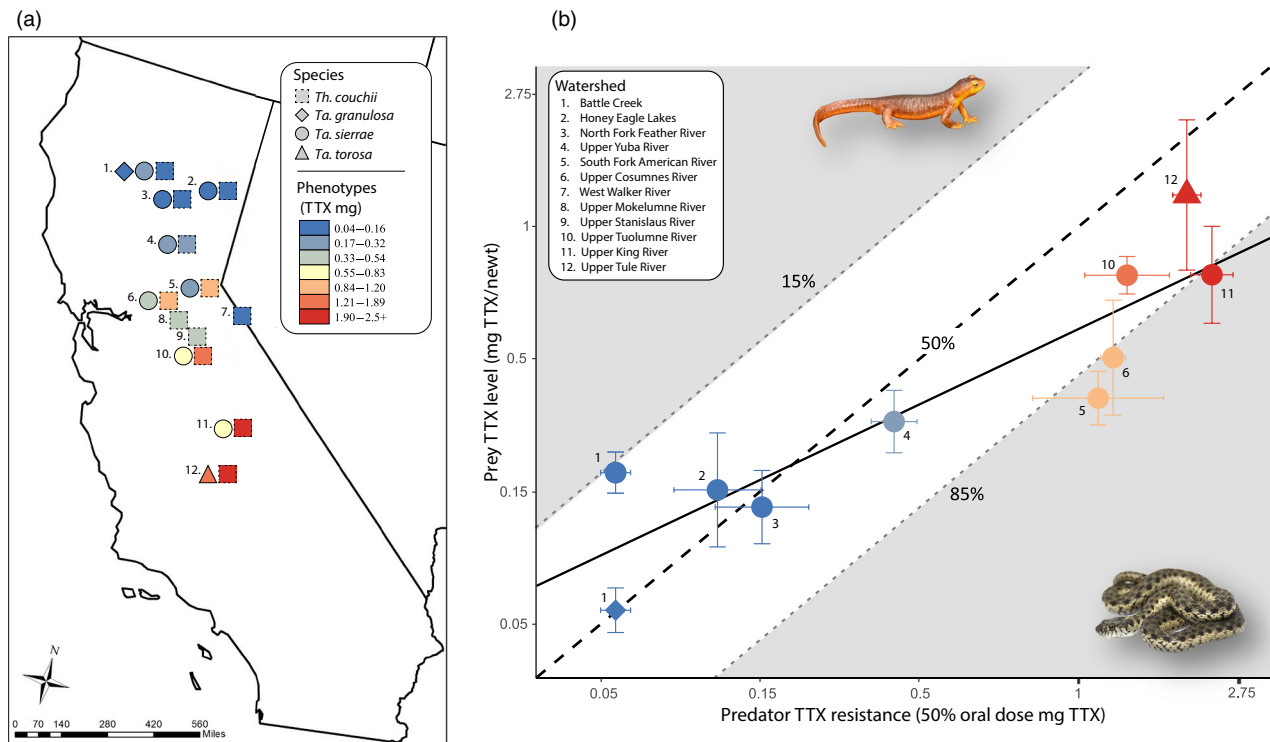 (a)
Species
Th. couchii
Ta. granulosa
Ta. sierrae
Ta. torosa
Phenotypes
(TTX mg)
0.04–0.16
0.17–0.32
0.33–0.54
0.55–0.83
0.84–1.20
1.21–1.89
1.90–2.5+
1.
2.
3.
4.
5.
6.
7.
8.
9.
10.
11.
12.
N
0 70 140 280 420 560
Miles
(b)
Watershed
1. Battle Creek
2. Honey Eagle Lakes
3. North Fork Feather River
4. Upper Yuba River
5. South Fork American River
6. Upper Cosumnes River
7. West Walker River
8. Upper Mokelumne River
9. Upper Stanislaus River
10. Upper Tuolumne River
11. Upper King River
12. Upper Tule River
Prey TTX level (mg TTX/newt)
2.75
1
0.5
0.15
0.05
15%
50%
85%
12
10
11
6
5
4
1
2
3
1
0.05 0.15 0.5 1 2.75
Predator TTX resistance (50% oral dose mg TTX)